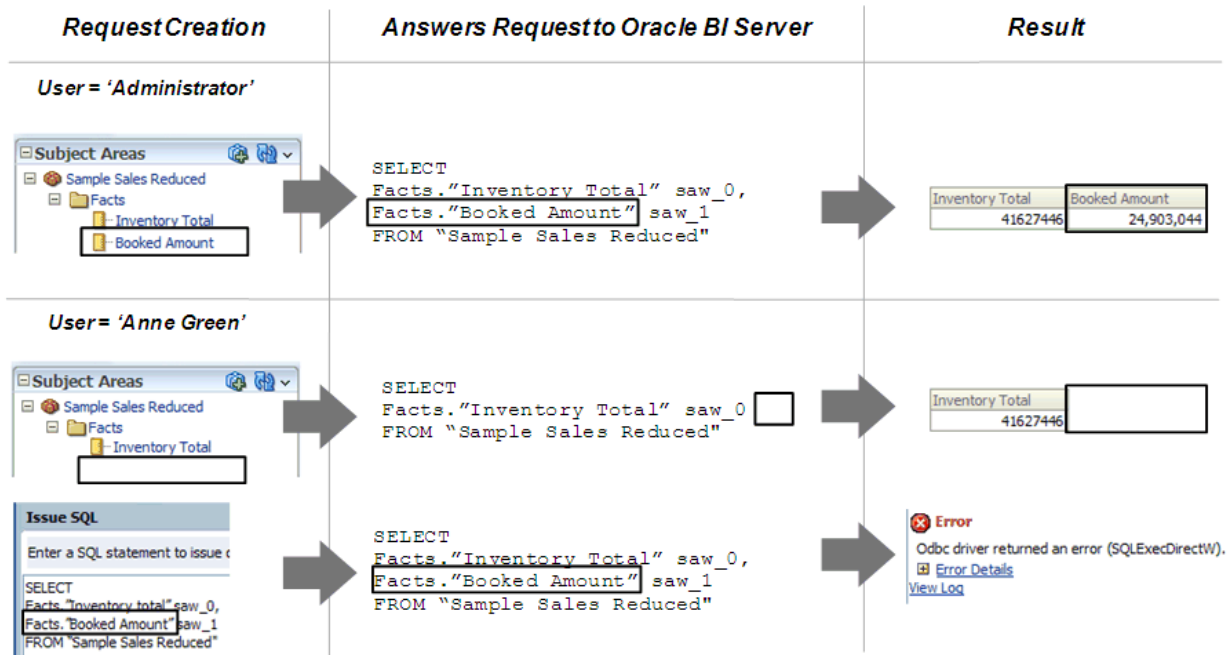 Request Creation
Answers Request to Oracle BI Server
Result
User = ‘Administrator’
Subject Areas
Sample Sales Reduced
Facts
Inventory Total
Booked Amount
SELECT
Facts.”Inventory Total” saw_0,
Facts.”Booked Amount” saw_1
FROM “Sample Sales Reduced"
Inventory Total Booked Amount
41627446 24,903,044
User = ‘Anne Green’
Subject Areas
Sample Sales Reduced
Facts
Inventory Total
SELECT
Facts.”Inventory Total” saw_0
FROM “Sample Sales Reduced"
Inventory Total
41627446
Issue SQL
Enter a SQL statement to issue
SELECT
Facts.”Inventory total” saw_0,
Facts.”Booked Amount” saw_1
FROM “Sample Sales Reduced"
SELECT
Facts.”Inventory Total” saw_0,
Facts.”Booked Amount” saw_1
FROM “Sample Sales Reduced"
Error
Odbc driver returned an error (SQLExecDirectW).
Error Details
View Log